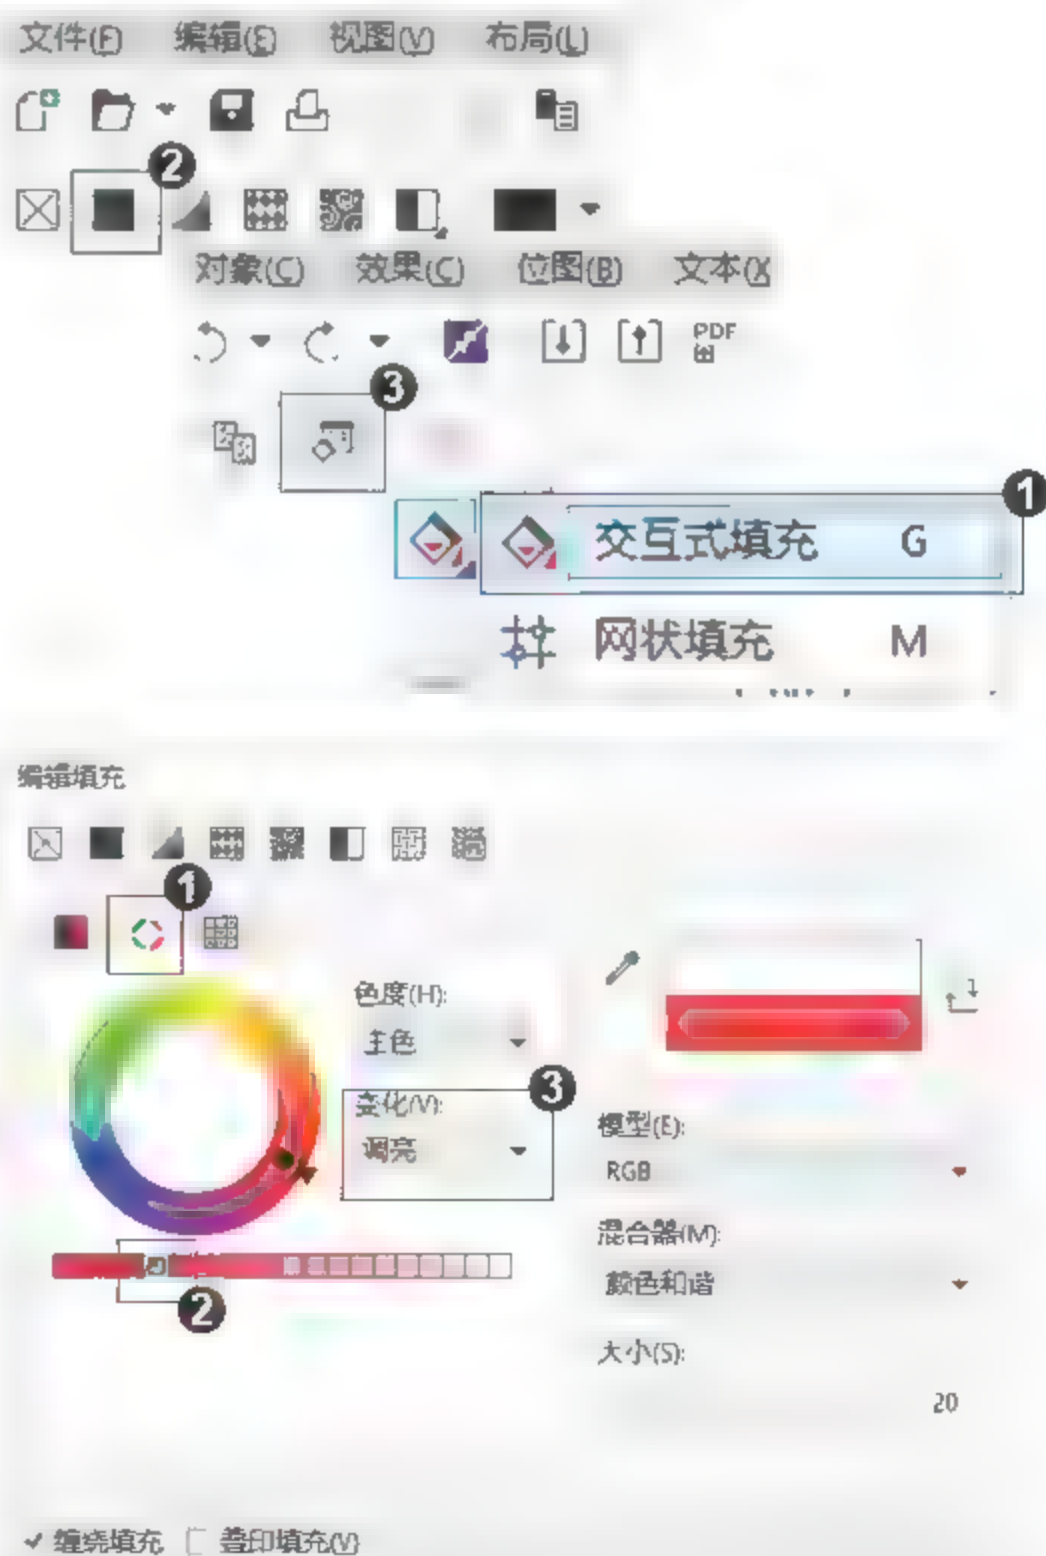 文件(F) 编辑(E) 视图(V) 布局(L)
2
对象(C) 效果(C) 位图(B) 文本(X
PDF
3
1
交互式填充 G
网状填充 M
编辑填充
1
色度(H):
主色
3
变化(V):
调亮
模型(E):
RGB
混合器(M):
颜色和谐
2
大小(S):
20
缠绕填充 叠印填充(V)